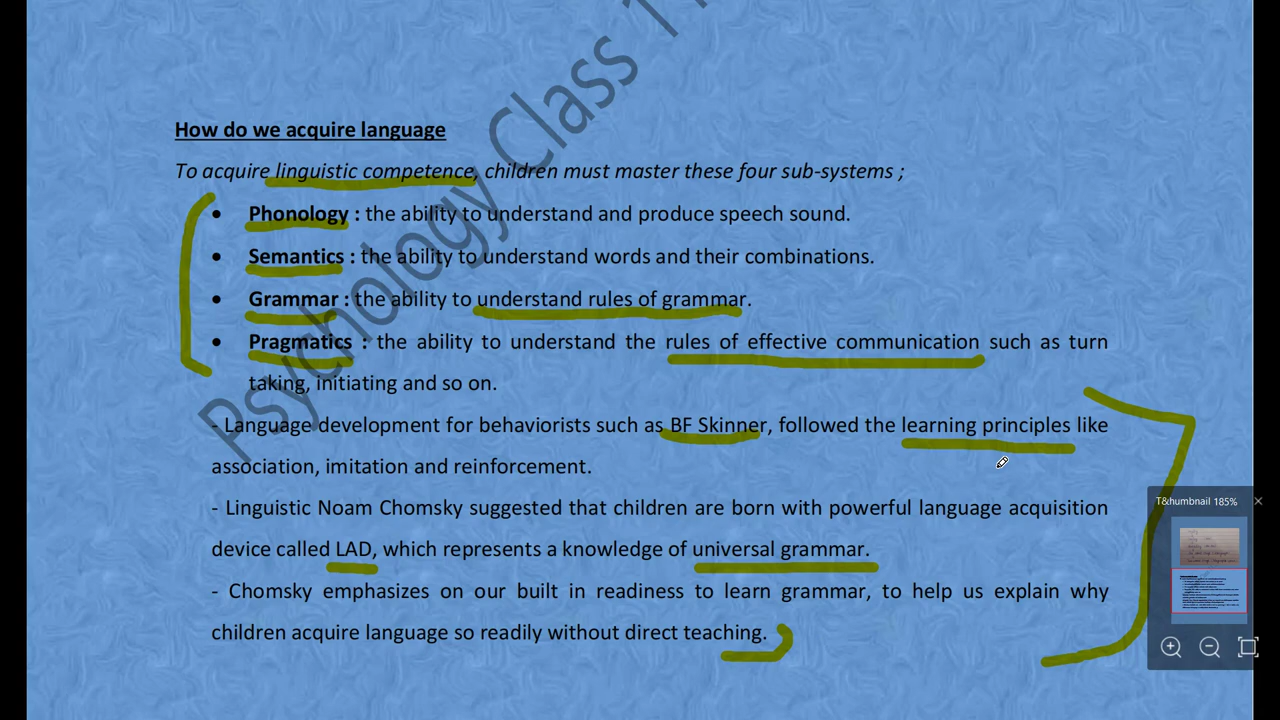 How do we acquire language
To acquire linguistic competence, children must master these four sub-systems ;
• Phonology : the ability to understand and produce speech sound.
• Semantics : the ability to understand words and their combinations.
• Grammar : the ability to understand rules of grammar.
• Pragmatics : the ability to understand the rules of effective communication such as turn
taking, initiating and so on.
- Language development for behaviorists such as BF Skinner, followed the learning principles like
association, imitation and reinforcement.
- Linguistic Noam Chomsky suggested that children are born with powerful language acquisition
device called LAD, which represents a knowledge of universal grammar.
- Chomsky emphasizes on our built in readiness to learn grammar, to help us explain why
children acquire language so readily without direct teaching.
Psychology Class 11
T&humbnail 185%